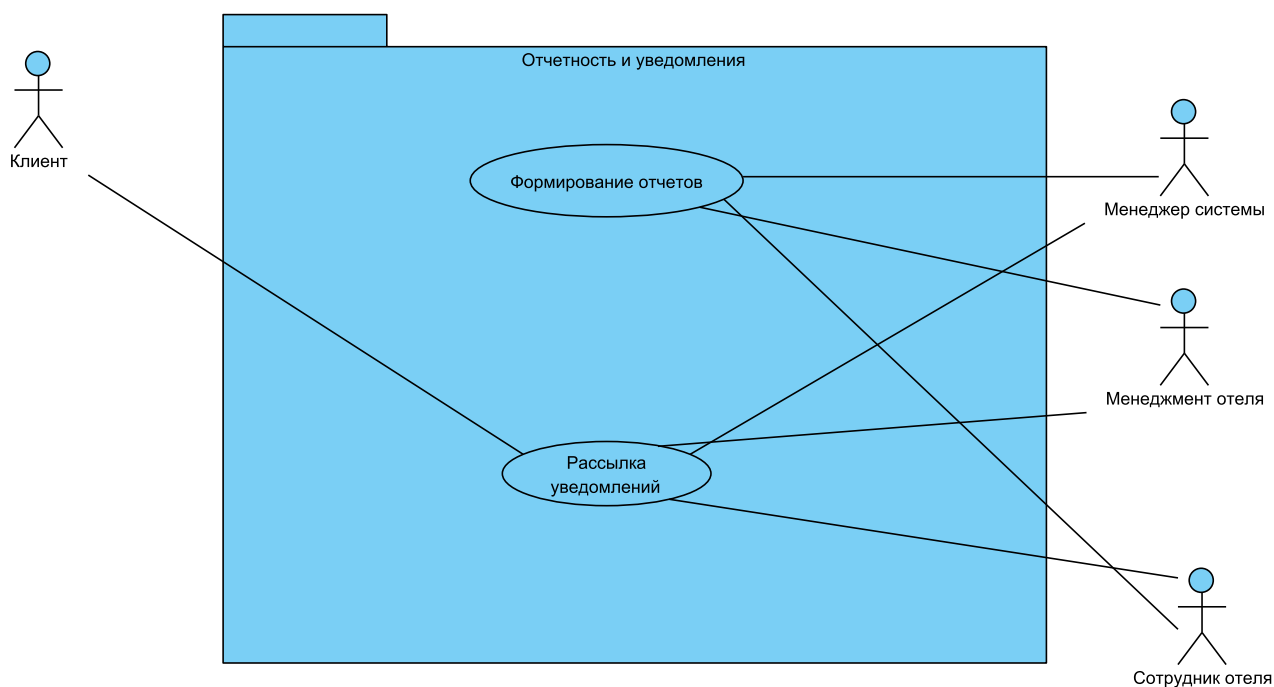 Отчетность и уведомления
Клиент
Формирование отчетов
Менеджер системы
Менеджмент отеля
Рассылка
уведомлений
Сотрудник отеля